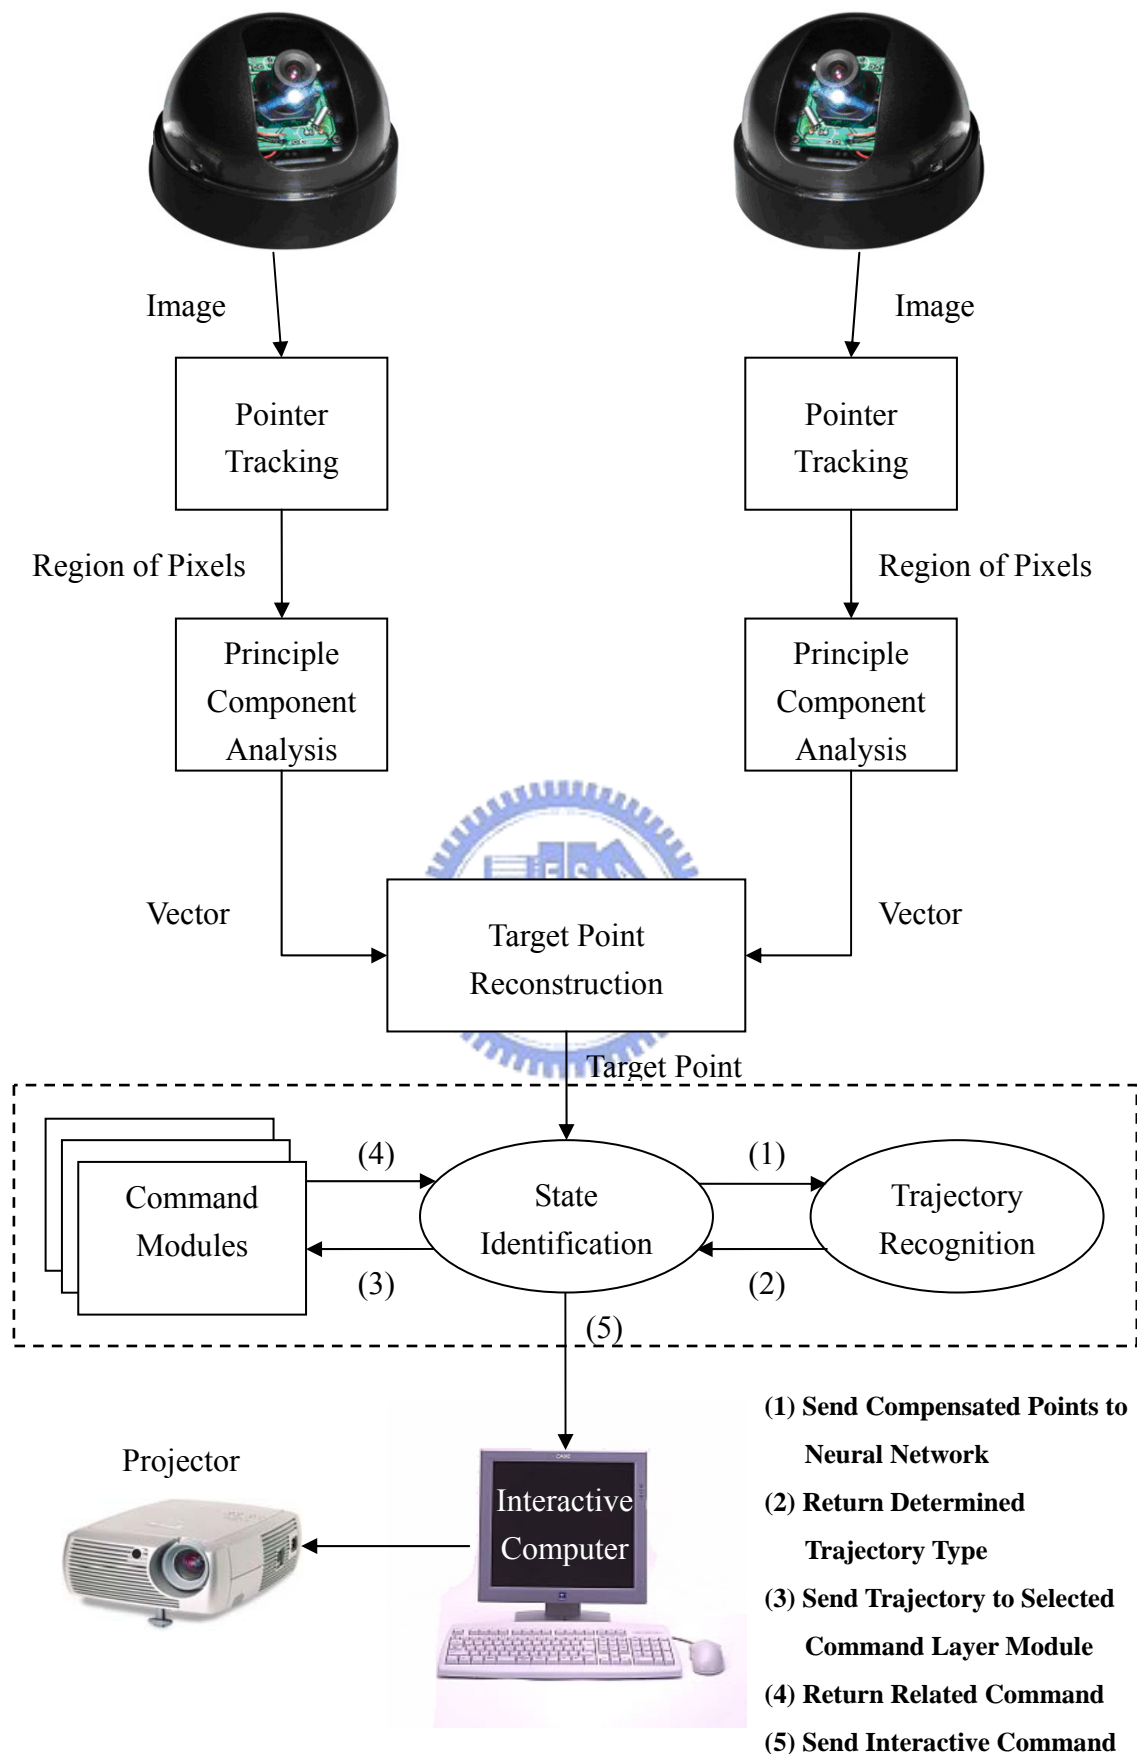 Image
Image
Pointer
Tracking
Pointer
Tracking
Region of Pixels
Region of Pixels
Principle
Component
Analysis
Principle
Component
Analysis
Vector
Vector
Target Point
Reconstruction
Target Point
Command
Modules
(4)
(3)
State
Identification
(1)
(2)
Trajectory
Recognition
(5)
Projector
Interactive
Computer
(1) Send Compensated Points to
Neural Network
(2) Return Determined
Trajectory Type
(3) Send Trajectory to Selected
Command Layer Module
(4) Return Related Command
(5) Send Interactive Command